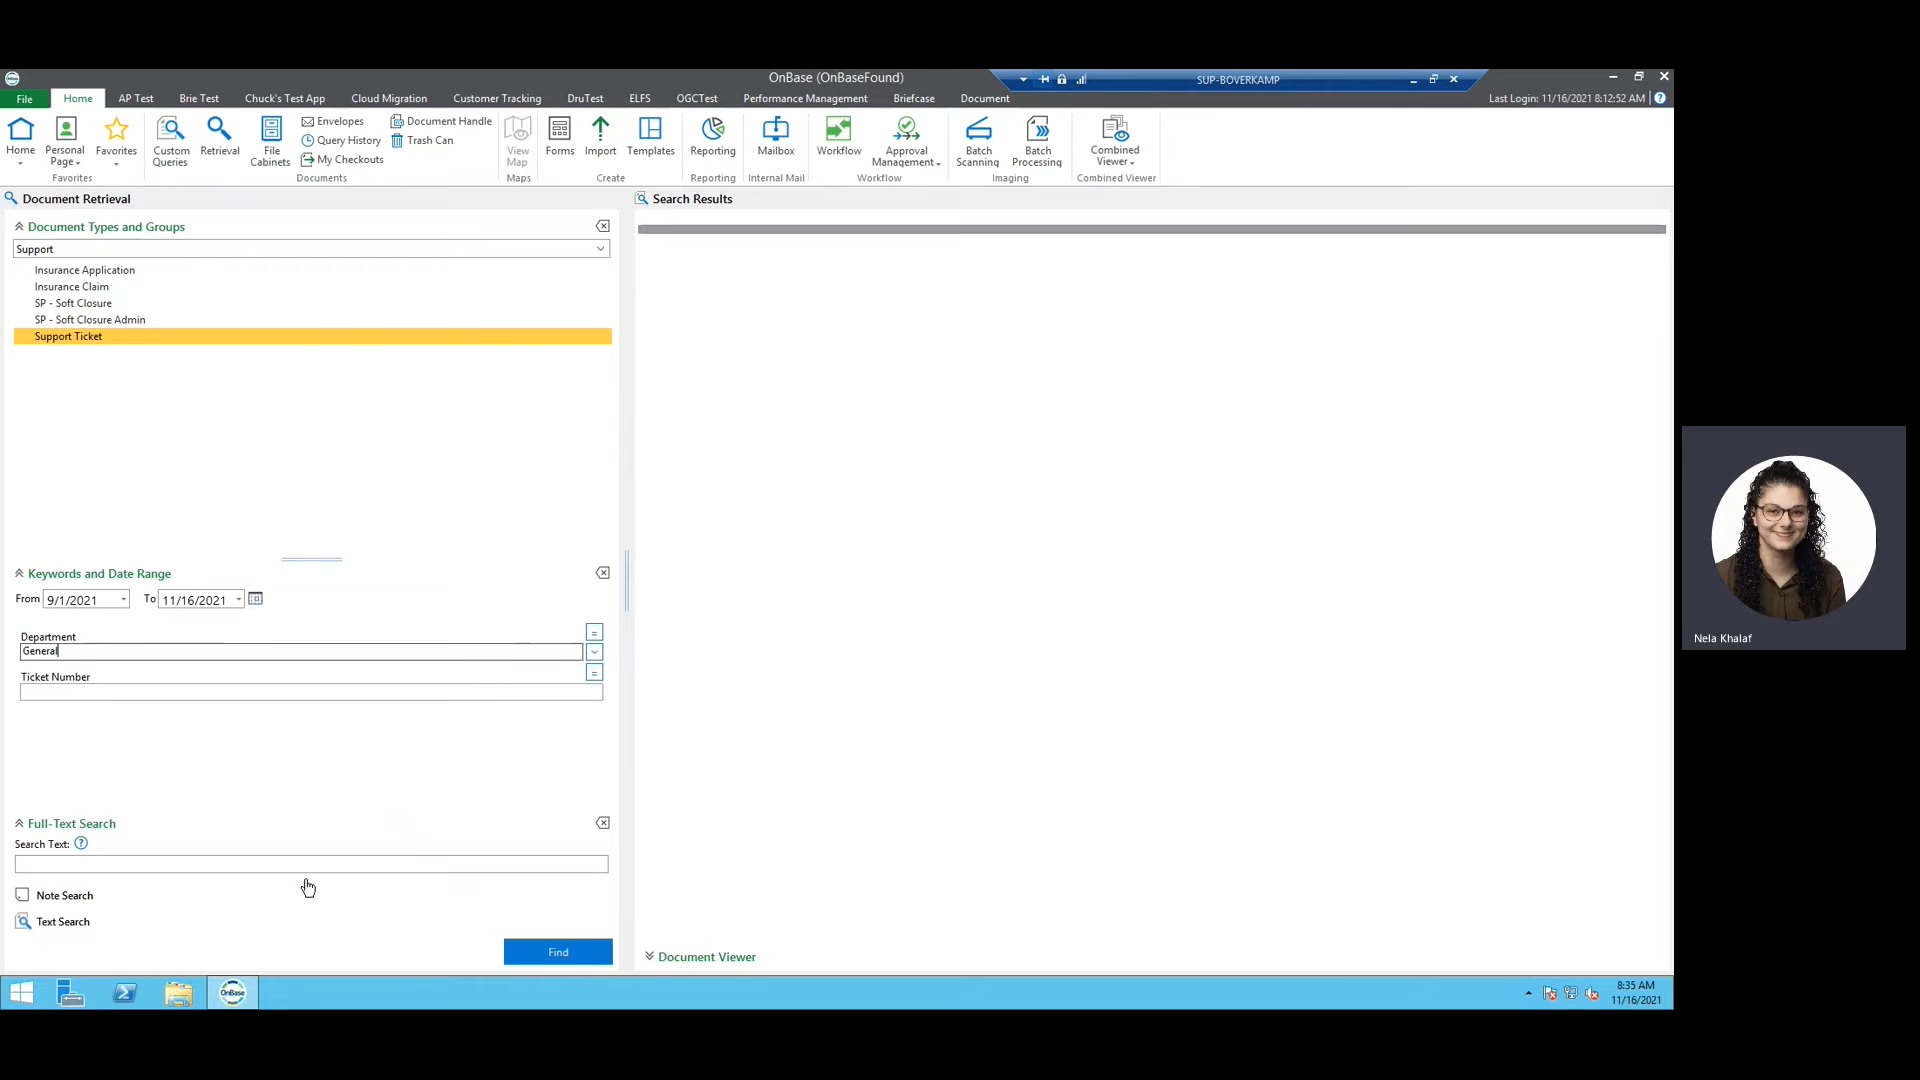 OnBase (OnBaseFound)
SUP-BOVERKAMP
File
Home
AP Test
Brie Test
Chuck's Test App
Cloud Migration
Customer Tracking
DruTest
ELFS
OGCTest
Performance Management
Briefcase
Document
Last Login: 11/16/2021 8:12:52 AM
Home
Personal
Page
Favorites
Favorites
Custom
Queries
Retrieval
File
Cabinets
Envelopes
Query History
My Checkouts
Document Handle
Trash Can
Documents
View
Map
Maps
Forms
Import
Templates
Create
Reporting
Reporting
Mailbox
Internal Mail
Workflow
Approval
Management
Workflow
Batch
Scanning
Batch
Processing
Imaging
Combined
Viewer
Combined Viewer
Document Retrieval
Search Results
Document Types and Groups
Support
Insurance Application
Insurance Claim
SP - Soft Closure
SP - Soft Closure Admin
Support Ticket
Keywords and Date Range
From 9/1/2021 To 11/16/2021
Department
=
General
Ticket Number
=
Full-Text Search
Search Text: ?
Note Search
Text Search
Find
Document Viewer
Nela Khalaf
OnBase
8:35 AM
11/16/2021